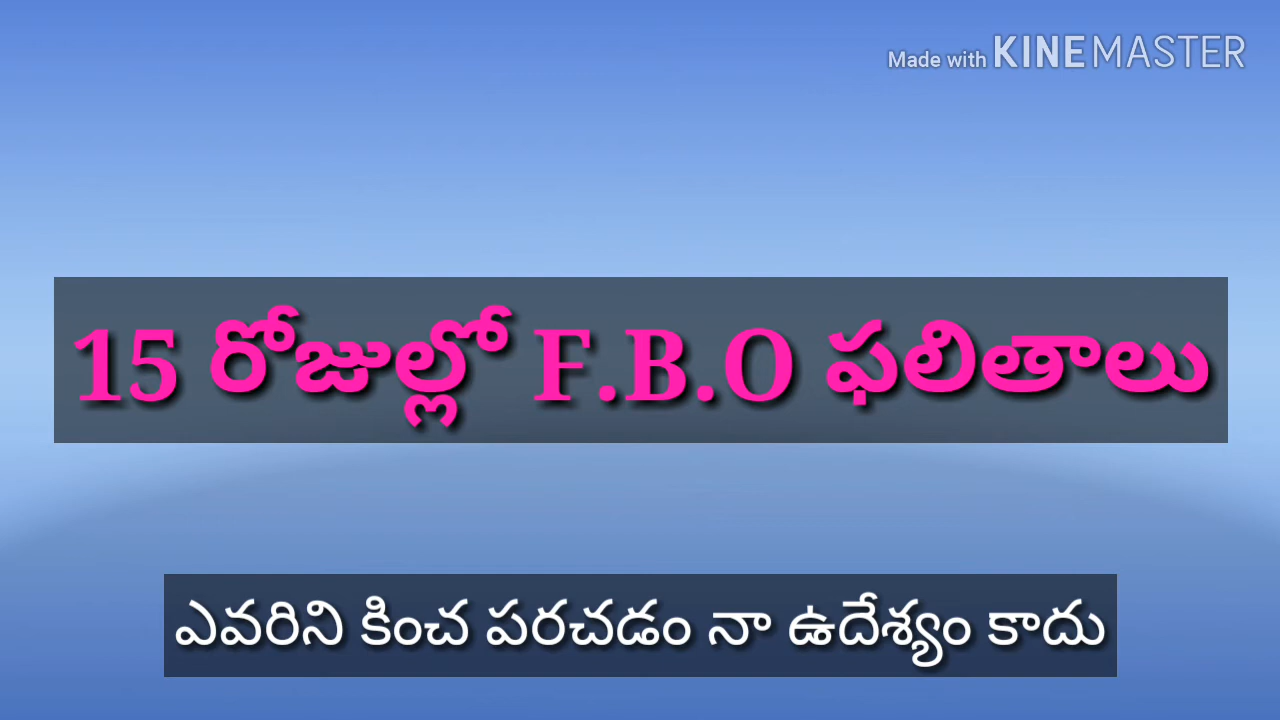 Made with KINEMASTER
15 రోజుల్లో F.B.O ఫలితాలు
ఎవరిని కించ పరచడం నా ఉదేశ్యం కాదు